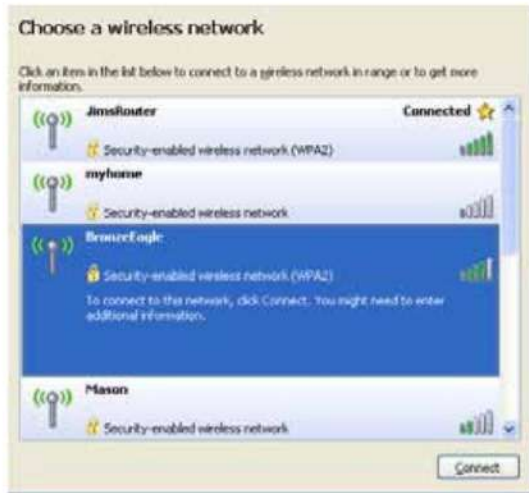 Choose a wireless network
Click an item in the list below to connect to a wireless network in range or to get more
information.
JimsRouter Connected
Security-enabled wireless network (WPA2)
myhome
Security-enabled wireless network
BronzeEagle
Security-enabled wireless network (WPA2)
To connect to this network, click Connect. You might need to enter
additional information.
Mason
Security-enabled wireless network
Connect